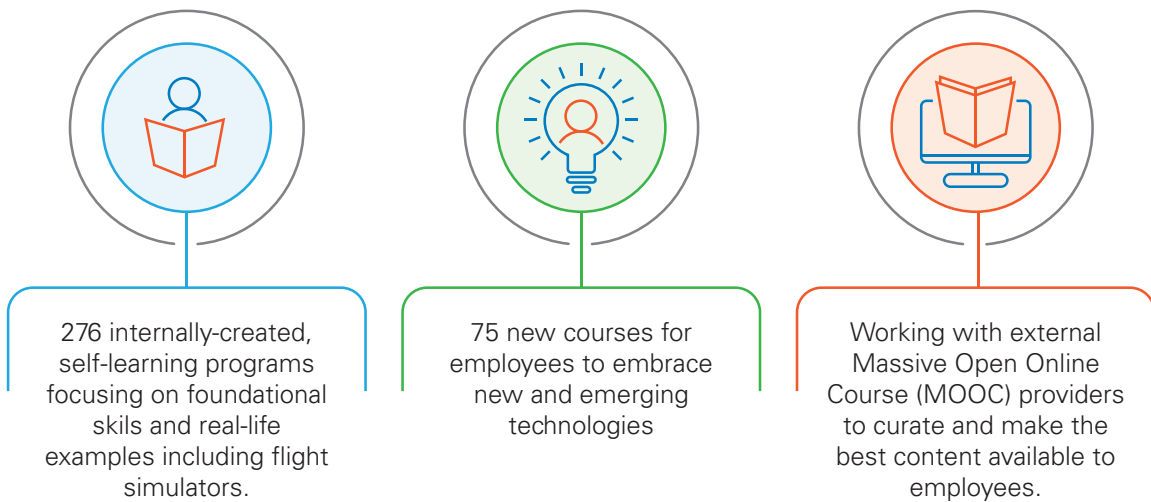 276 internally-created,
self-learning programs
focusing on foundational
skils and real-life
examples including flight
simulators.
75 new courses for
employees to embrace
new and emerging
technologies
Working with external
Massive Open Online
Course (MOOC) providers
to curate and make the
best content available to
employees.